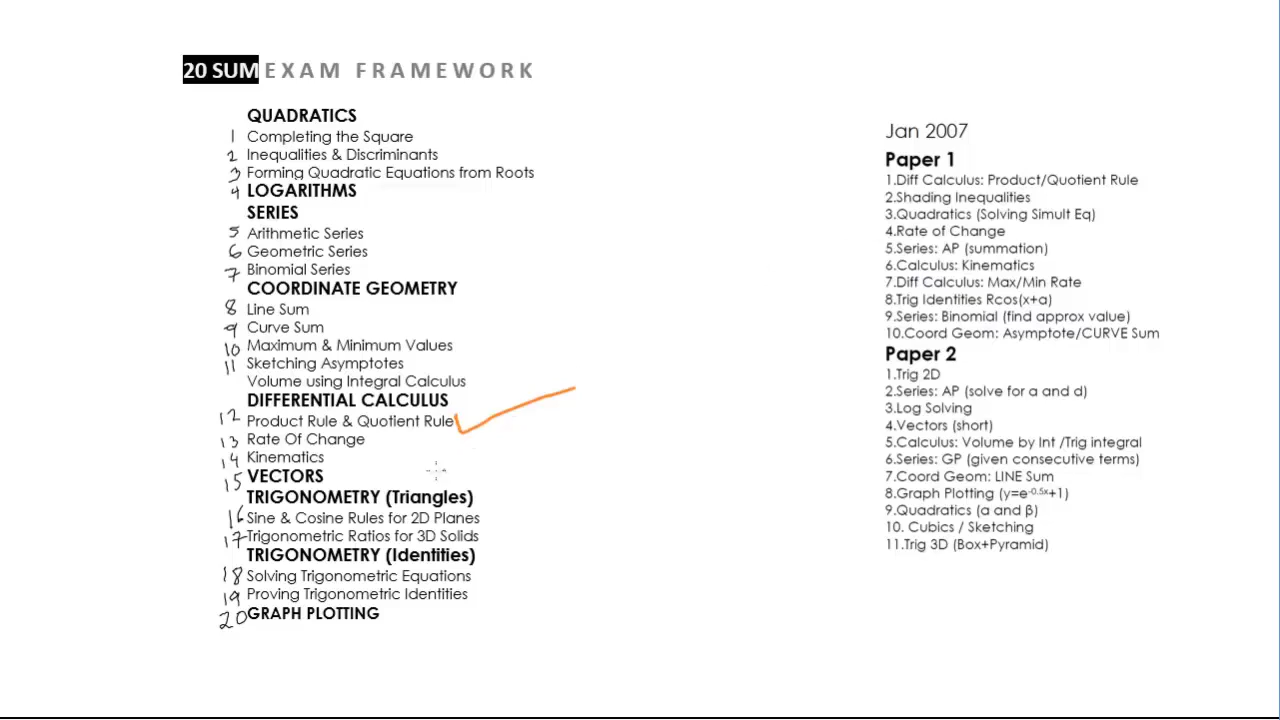 20 SUM EXAM FRAMEWORK
QUADRATICS
1 Completing the Square
2 Inequalities & Discriminants
3 Forming Quadratic Equations from Roots
4 LOGARITHMS
SERIES
5 Arithmetic Series
6 Geometric Series
7 Binomial Series
COORDINATE GEOMETRY
8 Line Sum
9 Curve Sum
10 Maximum & Minimum Values
11 Sketching Asymptotes
Volume using Integral Calculus
DIFFERENTIAL CALCULUS
12 Product Rule & Quotient Rule
13 Rate Of Change
14 Kinematics
15 VECTORS
TRIGONOMETRY (Triangles)
16 Sine & Cosine Rules for 2D Planes
17 Trigonometric Ratios for 3D Solids
TRIGONOMETRY (Identities)
18 Solving Trigonometric Equations
19 Proving Trigonometric Identities
20 GRAPH PLOTTING
Jan 2007
Paper 1
1.Diff Calculus: Product/Quotient Rule
2.Shading Inequalities
3.Quadratics (Solving Simult Eq)
4.Rate of Change
5.Series: AP (summation)
6.Calculus: Kinematics
7.Diff Calculus: Max/Min Rate
8.Trig Identities Rcos(x+a)
9.Series: Binomial (find approx value)
10.Coord Geom: Asymptote/CURVE Sum
Paper 2
1.Trig 2D
2.Series: AP (solve for a and d)
3.Log Solving
4.Vectors (short)
5.Calculus: Volume by Int /Trig integral
6.Series: GP (given consecutive terms)
7.Coord Geom: LINE Sum
8.Graph Plotting (y=e⁻⁰·⁵ˣ+1)
9.Quadratics (α and β)
10. Cubics / Sketching
11.Trig 3D (Box+Pyramid)